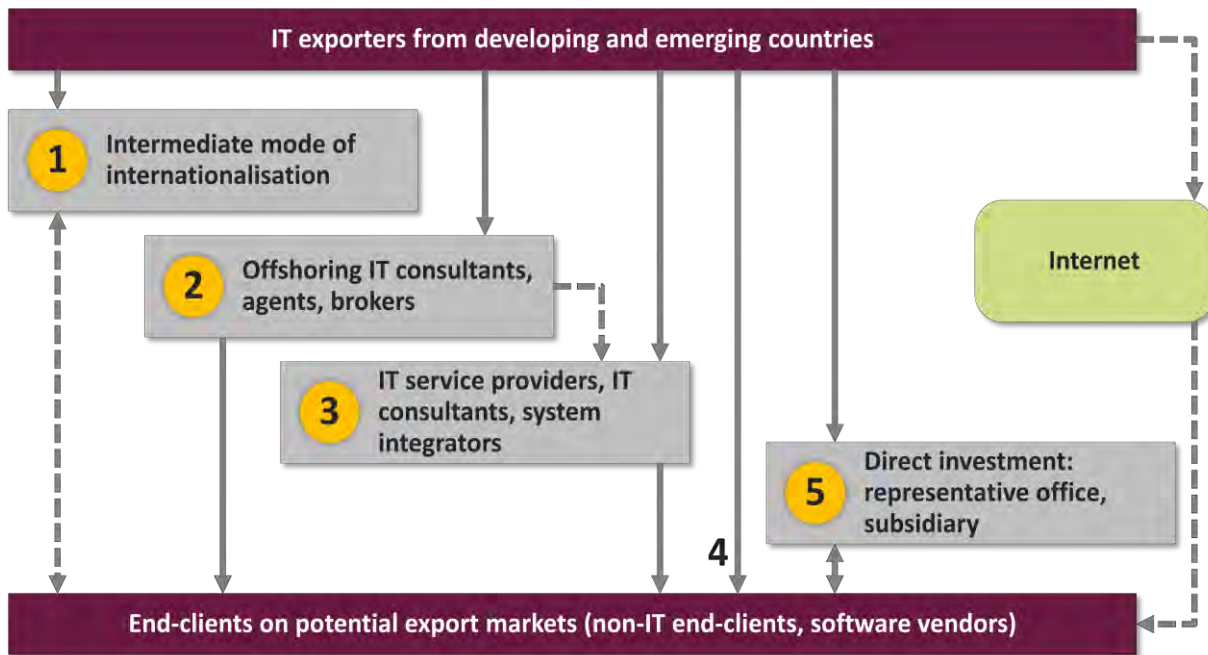 IT exporters from developing and emerging countries
1
Intermediate mode of
internationalisation
2
Offshoring IT consultants,
agents, brokers
Internet
3
IT service providers, IT
consultants, system
integrators
4
5
Direct investment:
representative office,
subsidiary
End-clients on potential export markets (non-IT end-clients, software vendors)